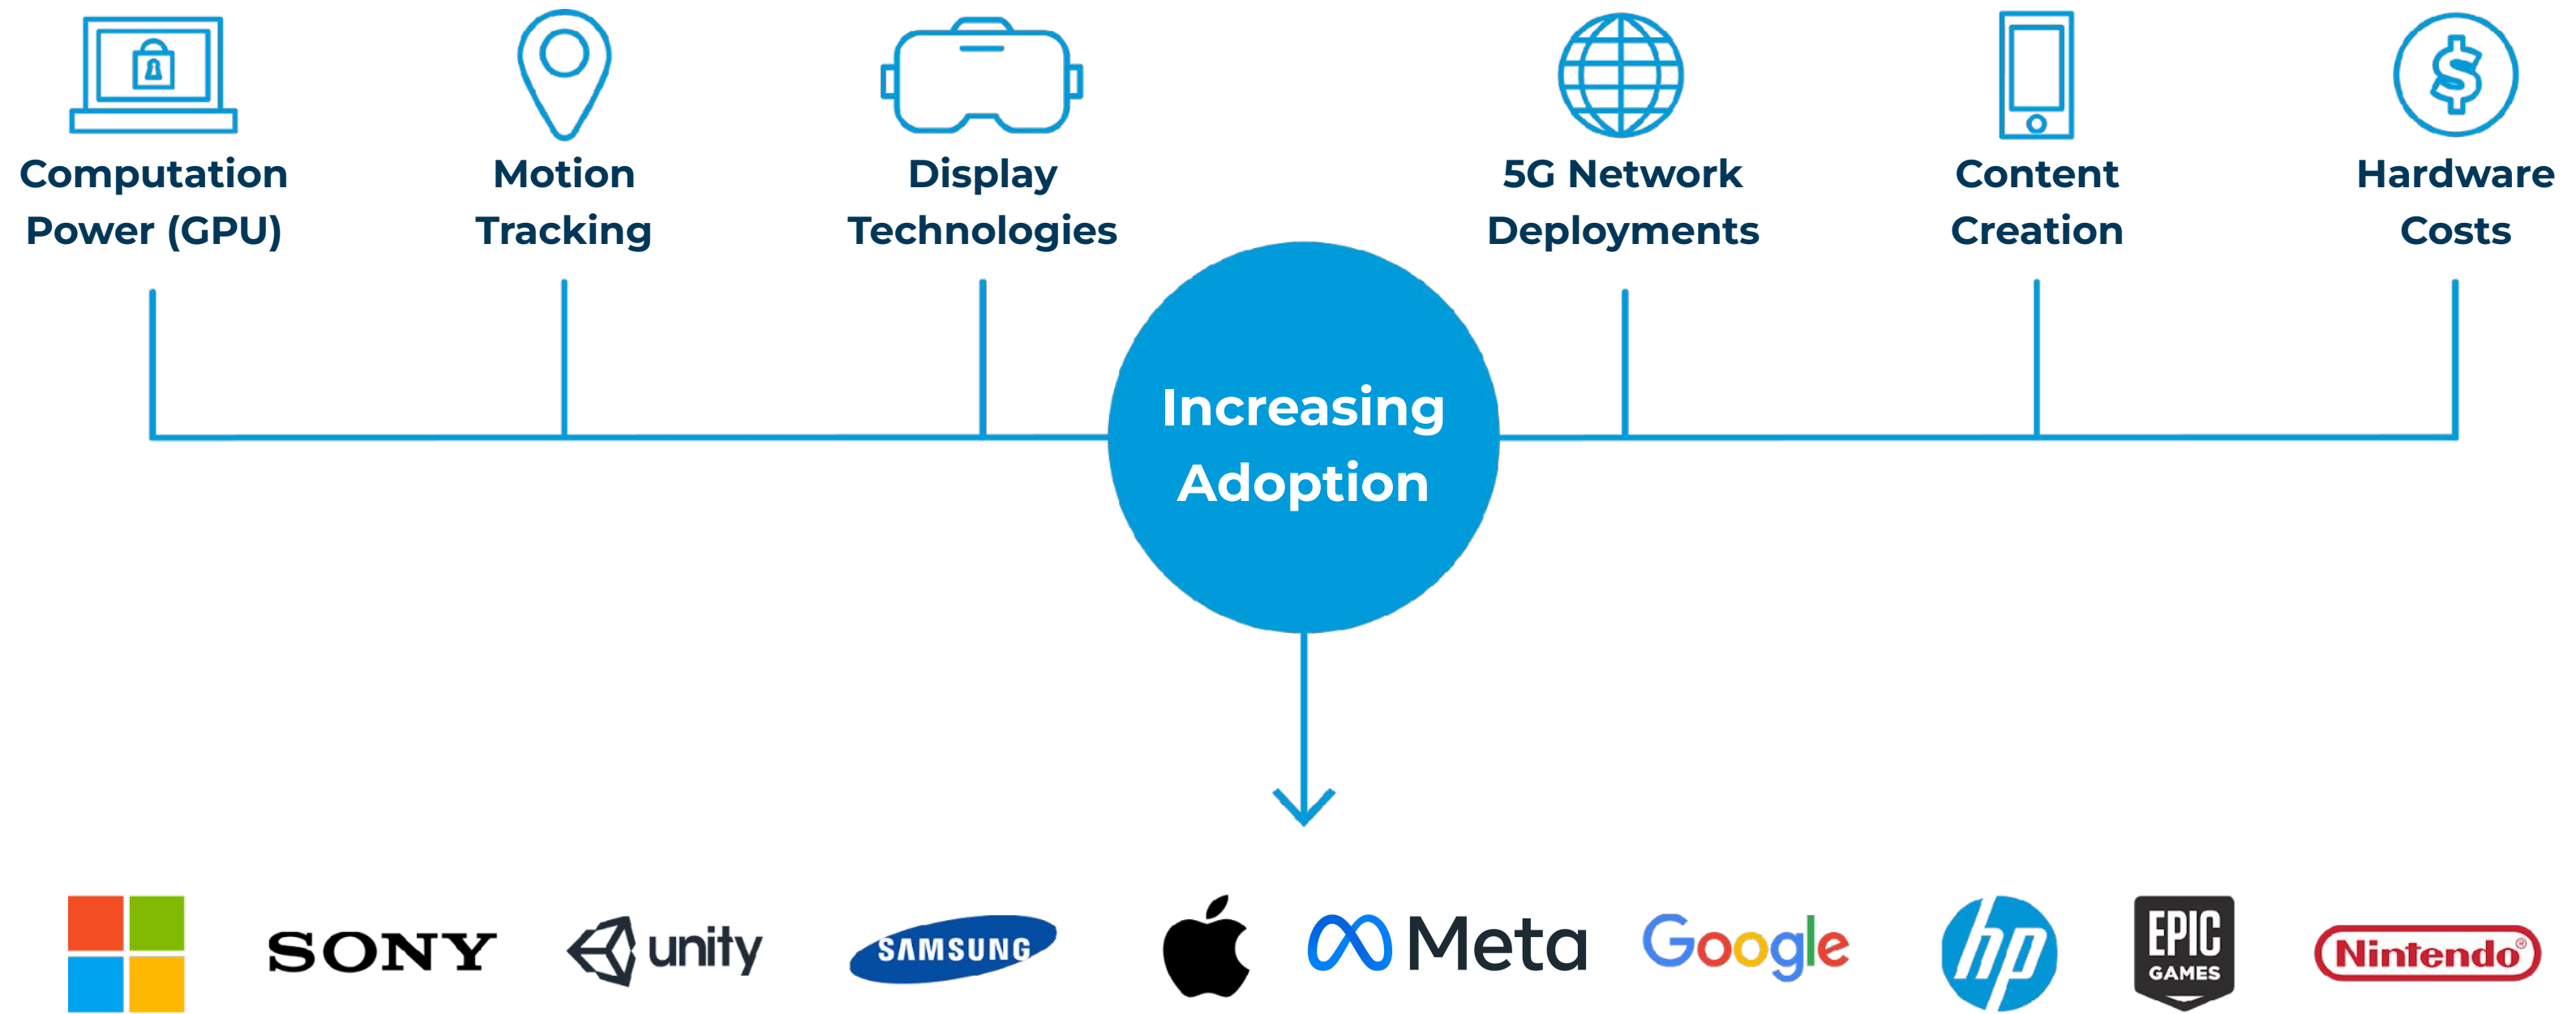 Computation
Power (GPU)
Motion
Tracking
Display
Technologies
5G Network
Deployments
Content
Creation
Hardware
Costs
Increasing
Adoption
SONY
unity
SAMSUNG
Meta
Google
hp
EPIC
GAMES
Nintendo®